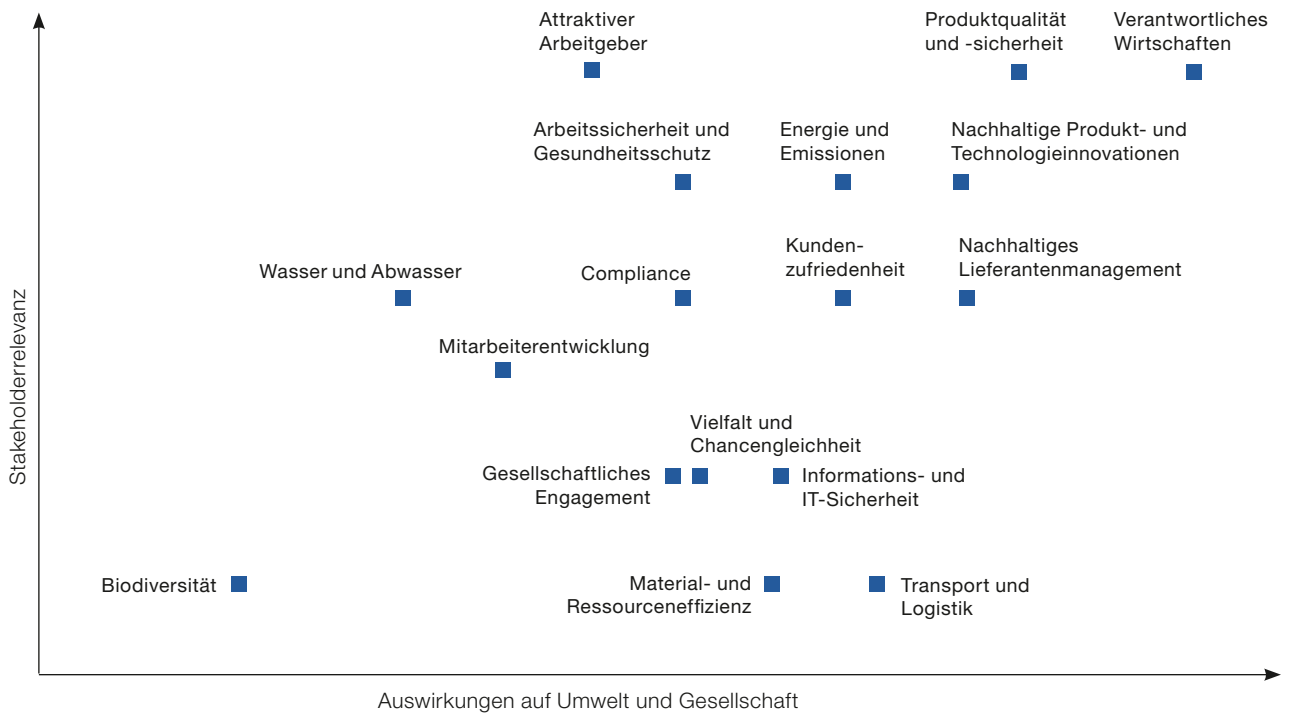 Attraktiver
Arbeitgeber
Produktqualität
und -sicherheit
Verantwortliches
Wirtschaften
Arbeitssicherheit und
Gesundheitsschutz
Energie und
Emissionen
Nachhaltige Produkt- und
Technologieinnovationen
Wasser und Abwasser
Compliance
Kunden-
zufriedenheit
Nachhaltiges
Lieferantenmanagement
Mitarbeiterentwicklung
Vielfalt und
Chancengleichheit
Gesellschaftliches
Engagement
Informations- und
IT-Sicherheit
Biodiversität
Material- und
Ressourceneffizienz
Transport und
Logistik
Stakeholderrelevanz
Auswirkungen auf Umwelt und Gesellschaft